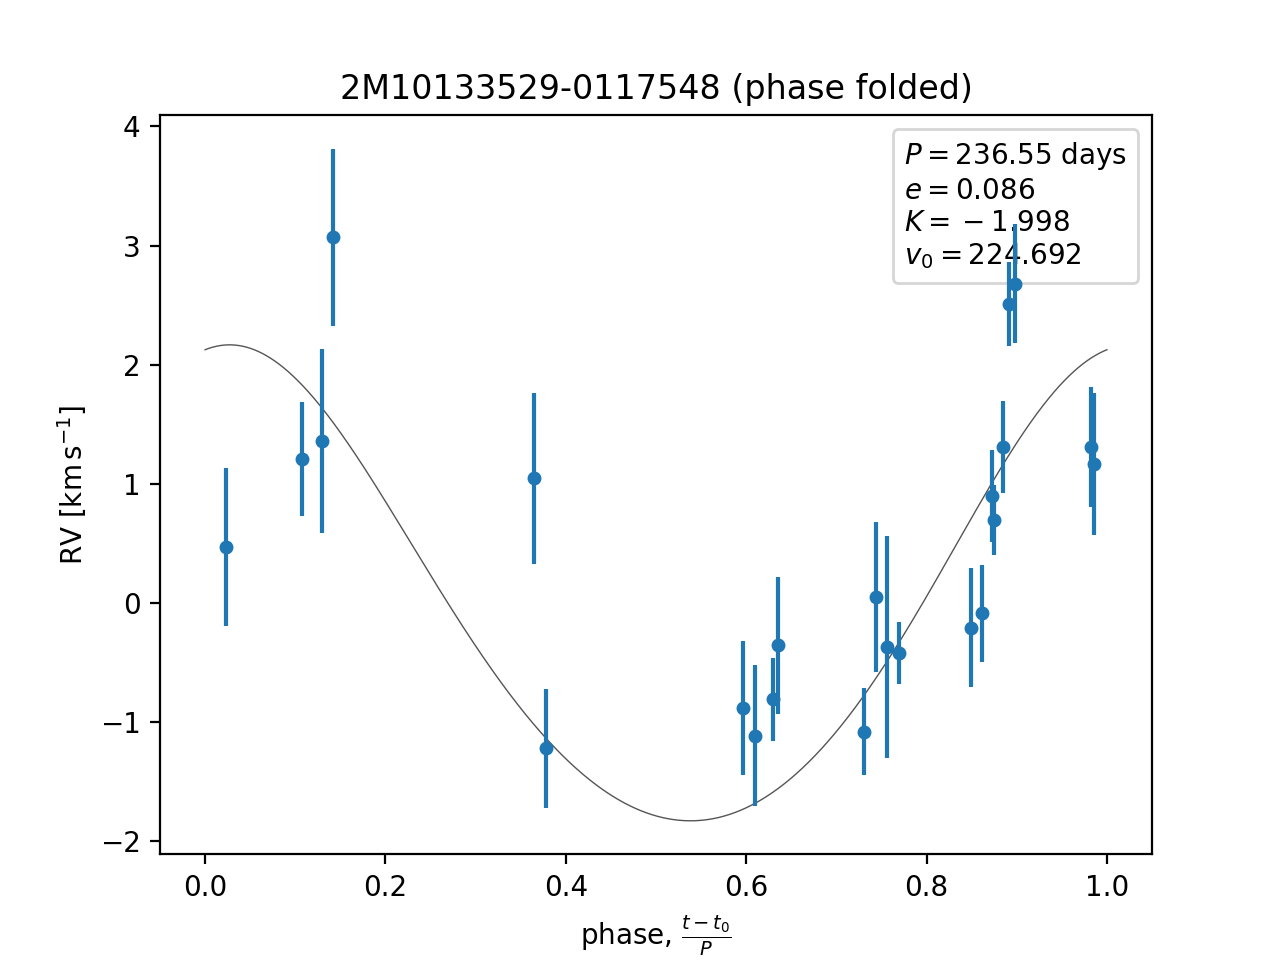 2M10133529-0117548 (phase folded)
P = 236.55 days
e = 0.086
K = −1.998
v₀ = 224.692
RV [km s⁻¹]
4
3
2
1
0
−1
−2
0.0 0.2 0.4 0.6 0.8 1.0
phase, (t − t₀)/P